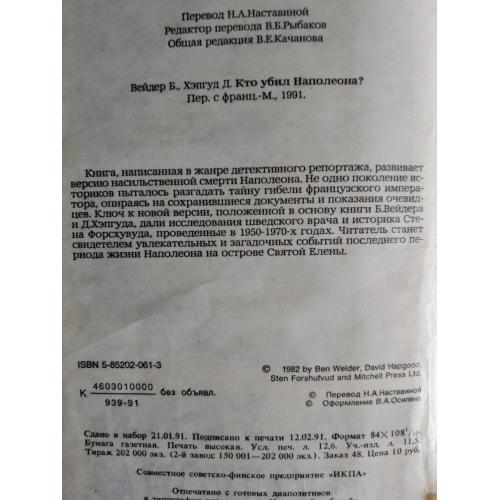 Перевод Н.А.Наставиной
Редактор перевода В.Б.Рыбаков
Общая редакция В.Е.Качанова
Вейдер Б., Хэпгуд Д. Кто убил Наполеона?
Пер. с франц.-М., 1991.
Книга, написанная в жанре детективного репортажа, развивает
версию насильственной смерти Наполеона. Не одно поколение ис-
ториков пыталось разгадать тайну гибели французского импера-
тора, опираясь на сохранившиеся документы и показания очевид-
цев. Ключ к новой версии, положенной в основу книги Б.Вейдера
и Д.Хэпгуда, дали исследования шведского врача и историка Сте-
на Форсхувуда, проведенные в 1950-1970-х годах. Читатель станет
свидетелем увлекательных и загадочных событий последнего пе-
риода жизни Наполеона на острове Святой Елены.
ISBN 5-85202-061-3
© 1982 by Ben Weider, David Hapgood,
Sten Forshufvud and Mitchell Press Ltd.
К 4603010000 без объявл.
939-91
© Перевод Н.А.Наставиной
© Оформление В.А.Осипяна
Сдано в набор 21.01.91. Подписано к печати 12.02.91. Формат 84×108 1/
Бумага газетная. Печать высокая. Усл. печ. л. 12,6. Уч.-изд. л. 11,5.
Тираж 202 000 экз. (2-й завод 150 001—202 000 экз.). Заказ 48. Цена 10 руб.
Совместное советско-финское предприятие "ИКПА"
Отпечатано с готовых диапозитивов